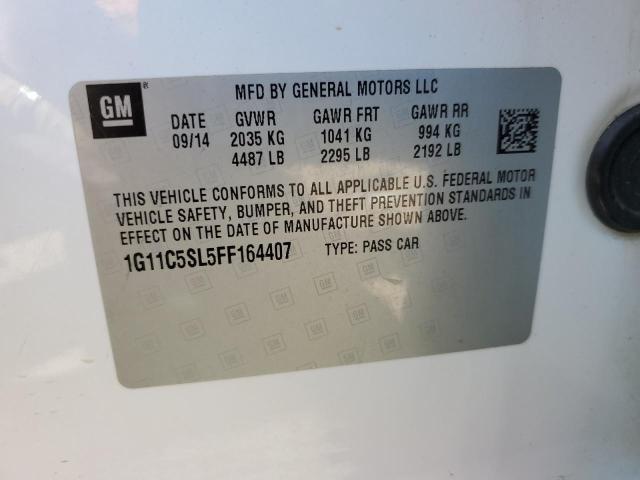 GM
MFD BY GENERAL MOTORS LLC
DATE GVWR GAWR FRT GAWR RR
09/14 2035 KG 1041 KG 994 KG
4487 LB 2295 LB 2192 LB
THIS VEHICLE CONFORMS TO ALL APPLICABLE U.S. FEDERAL MOTOR
VEHICLE SAFETY, BUMPER, AND THEFT PREVENTION STANDARDS IN
EFFECT ON THE DATE OF MANUFACTURE SHOWN ABOVE.
1G11C5SL5FF164407 TYPE: PASS CAR